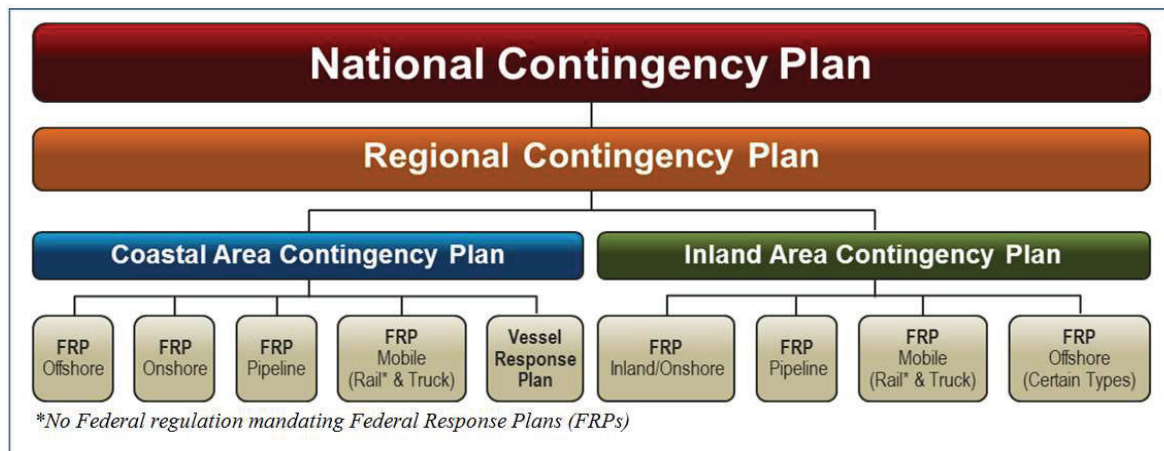 National Contingency Plan
Regional Contingency Plan
Coastal Area Contingency Plan
Inland Area Contingency Plan
FRP
Offshore
FRP
Onshore
FRP
Pipeline
FRP
Mobile
(Rail* & Truck)
Vessel
Response
Plan
FRP
Inland/Onshore
FRP
Pipeline
FRP
Mobile
(Rail* & Truck)
FRP
Offshore
(Certain Types)
*No Federal regulation mandating Federal Response Plans (FRPs)